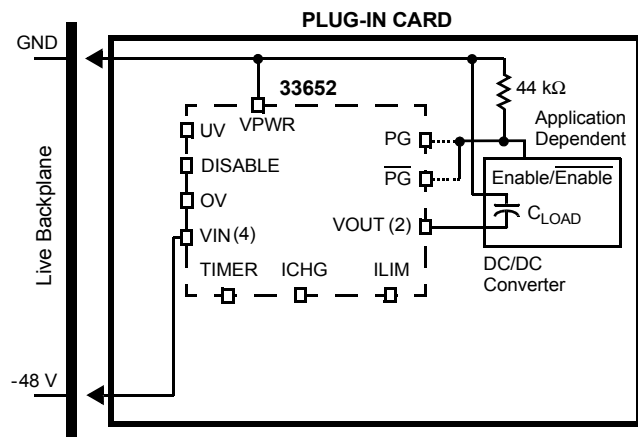 PLUG-IN CARD
GND
33652
VPWR
44 kΩ
Application
Dependent
UV
PG
DISABLE
PG
Enable/Enable
OV
VIN (4)
VOUT (2)
CLOAD
Live Backplane
TIMER
ICHG
ILIM
DC/DC
Converter
-48 V